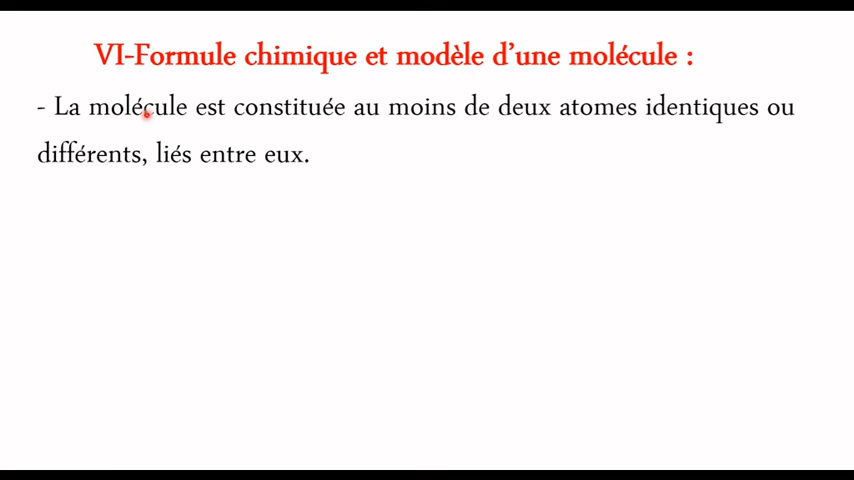 VI-Formule chimique et modèle d’une molécule :
- La molécule est constituée au moins de deux atomes identiques ou
différents, liés entre eux.